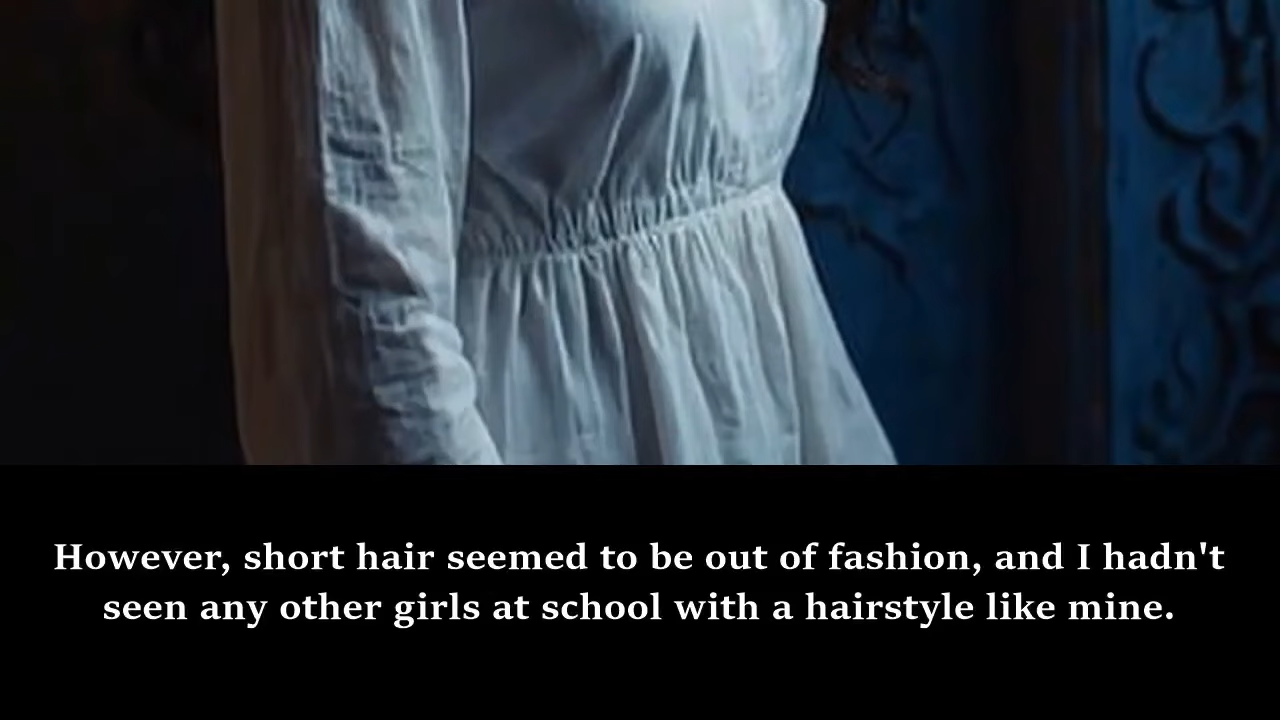 However, short hair seemed to be out of fashion, and I hadn't
seen any other girls at school with a hairstyle like mine.